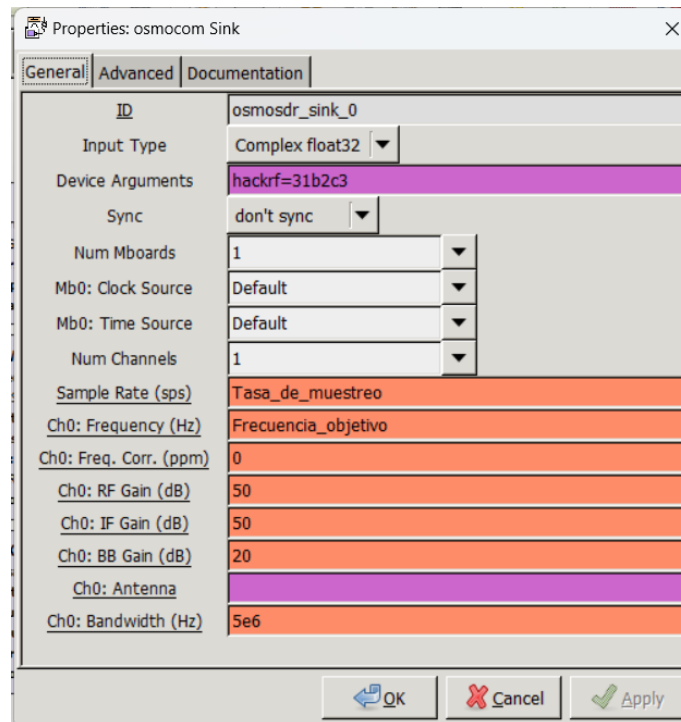 Properties: osmocom Sink
General Advanced Documentation
ID osmosdr_sink_0
Input Type Complex float32
Device Arguments hackrf=31b2c3
Sync don't sync
Num Mboards 1
Mb0: Clock Source Default
Mb0: Time Source Default
Num Channels 1
Sample Rate (sps) Tasa_de_muestreo
Ch0: Frequency (Hz) Frecuencia_objetivo
Ch0: Freq. Corr. (ppm) 0
Ch0: RF Gain (dB) 50
Ch0: IF Gain (dB) 50
Ch0: BB Gain (dB) 20
Ch0: Antenna
Ch0: Bandwidth (Hz) 5e6
OK Cancel Apply